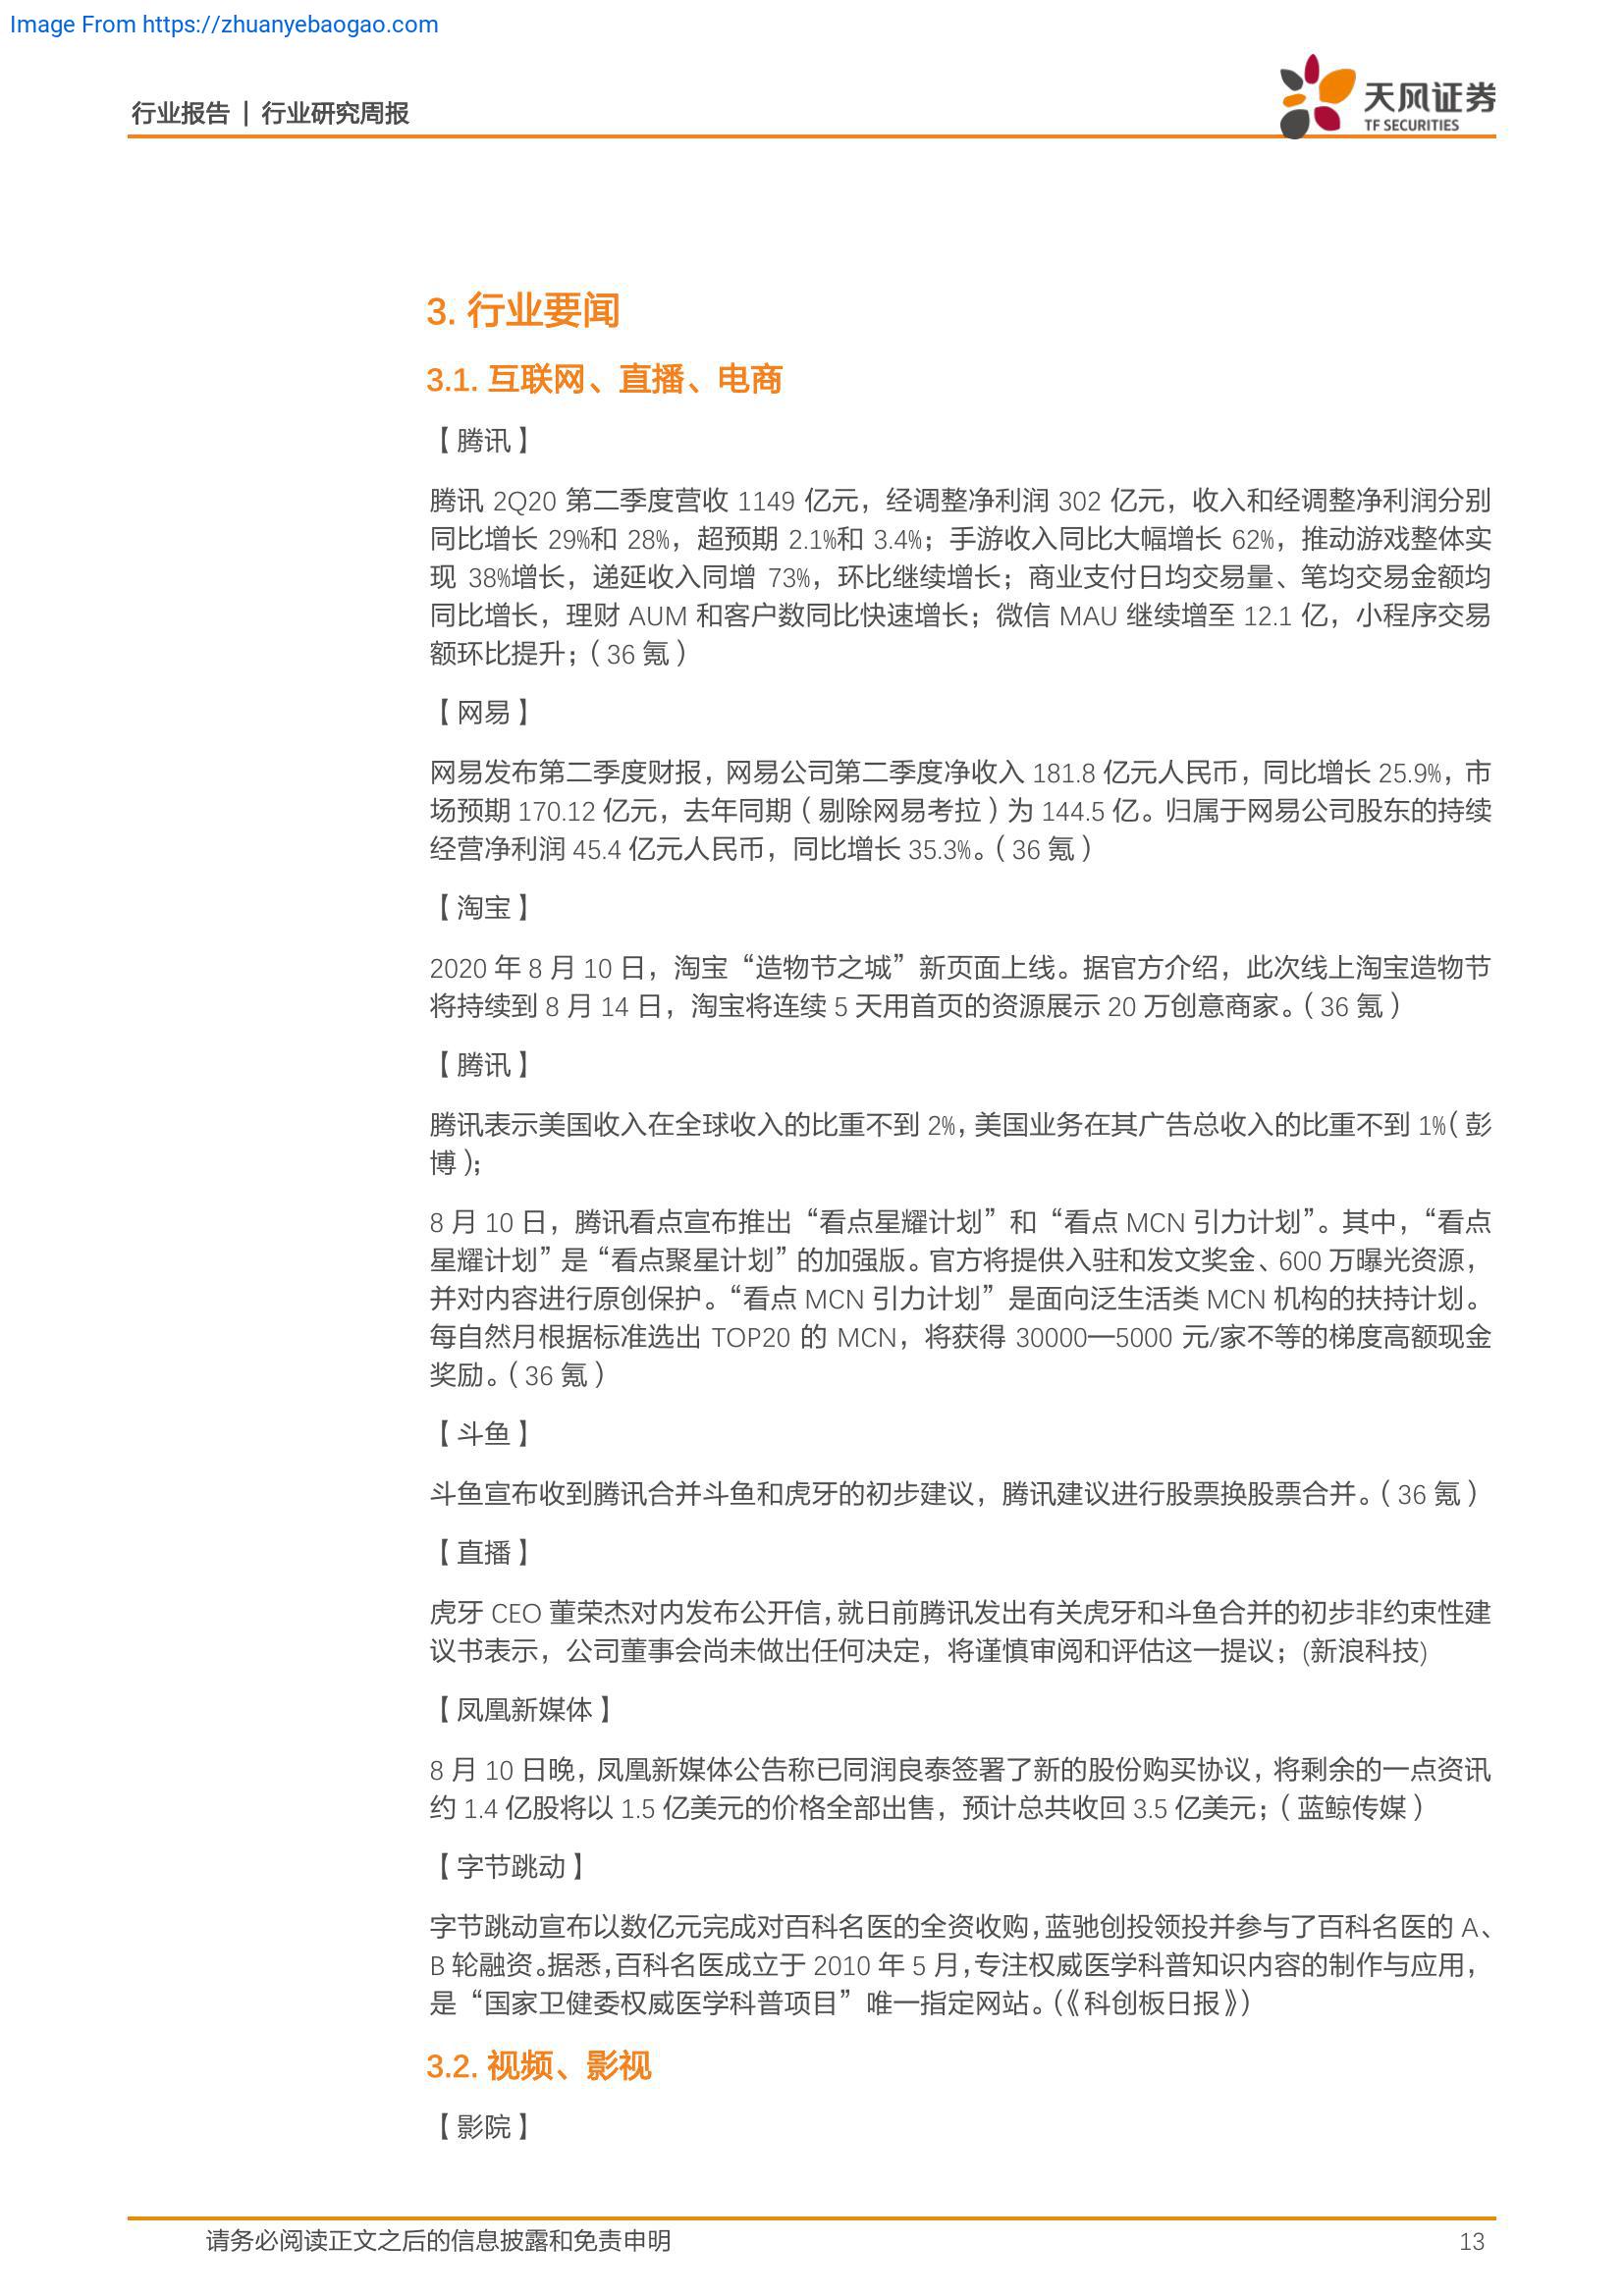 Image From https://zhuanyebaogao.com
行业报告 | 行业研究周报
天风证券
TF SECURITIES
3. 行业要闻
3.1. 互联网、直播、电商
【腾讯】
腾讯 2Q20 第二季度营收 1149 亿元，经调整净利润 302 亿元，收入和经调整净利润分别
同比增长 29%和 28%，超预期 2.1%和 3.4%；手游收入同比大幅增长 62%，推动游戏整体实
现 38%增长，递延收入同增 73%，环比继续增长；商业支付日均交易量、笔均交易金额均
同比增长，理财 AUM 和客户数同比快速增长；微信 MAU 继续增至 12.1 亿，小程序交易
额环比提升；（36 氪）
【网易】
网易发布第二季度财报，网易公司第二季度净收入 181.8 亿元人民币，同比增长 25.9%，市
场预期 170.12 亿元，去年同期（剔除网易考拉）为 144.5 亿。归属于网易公司股东的持续
经营净利润 45.4 亿元人民币，同比增长 35.3%。（36 氪）
【淘宝】
2020 年 8 月 10 日，淘宝“造物节之城”新页面上线。据官方介绍，此次线上淘宝造物节
将持续到 8 月 14 日，淘宝将连续 5 天用首页的资源展示 20 万创意商家。（36 氪）
【腾讯】
腾讯表示美国收入在全球收入的比重不到 2%，美国业务在其广告总收入的比重不到 1%（彭
博）；
8 月 10 日，腾讯看点宣布推出“看点星耀计划”和“看点 MCN 引力计划”。其中，“看点
星耀计划”是“看点聚星计划”的加强版。官方将提供入驻和发文奖金、600 万曝光资源，
并对内容进行原创保护。“看点 MCN 引力计划”是面向泛生活类 MCN 机构的扶持计划。
每自然月根据标准选出 TOP20 的 MCN，将获得 30000—5000 元/家不等的梯度高额现金
奖励。（36 氪）
【斗鱼】
斗鱼宣布收到腾讯合并斗鱼和虎牙的初步建议，腾讯建议进行股票换股票合并。（36 氪）
【直播】
虎牙 CEO 董荣杰对内发布公开信，就日前腾讯发出有关虎牙和斗鱼合并的初步非约束性建
议书表示，公司董事会尚未做出任何决定，将谨慎审阅和评估这一提议；(新浪科技)
【凤凰新媒体】
8 月 10 日晚，凤凰新媒体公告称已同润良泰签署了新的股份购买协议，将剩余的一点资讯
约 1.4 亿股将以 1.5 亿美元的价格全部出售，预计总共收回 3.5 亿美元；（蓝鲸传媒）
【字节跳动】
字节跳动宣布以数亿元完成对百科名医的全资收购，蓝驰创投领投并参与了百科名医的 A、
B 轮融资。据悉，百科名医成立于 2010 年 5 月，专注权威医学科普知识内容的制作与应用，
是“国家卫健委权威医学科普项目”唯一指定网站。（《科创板日报》）
3.2. 视频、影视
【影院】
请务必阅读正文之后的信息披露和免责申明
13